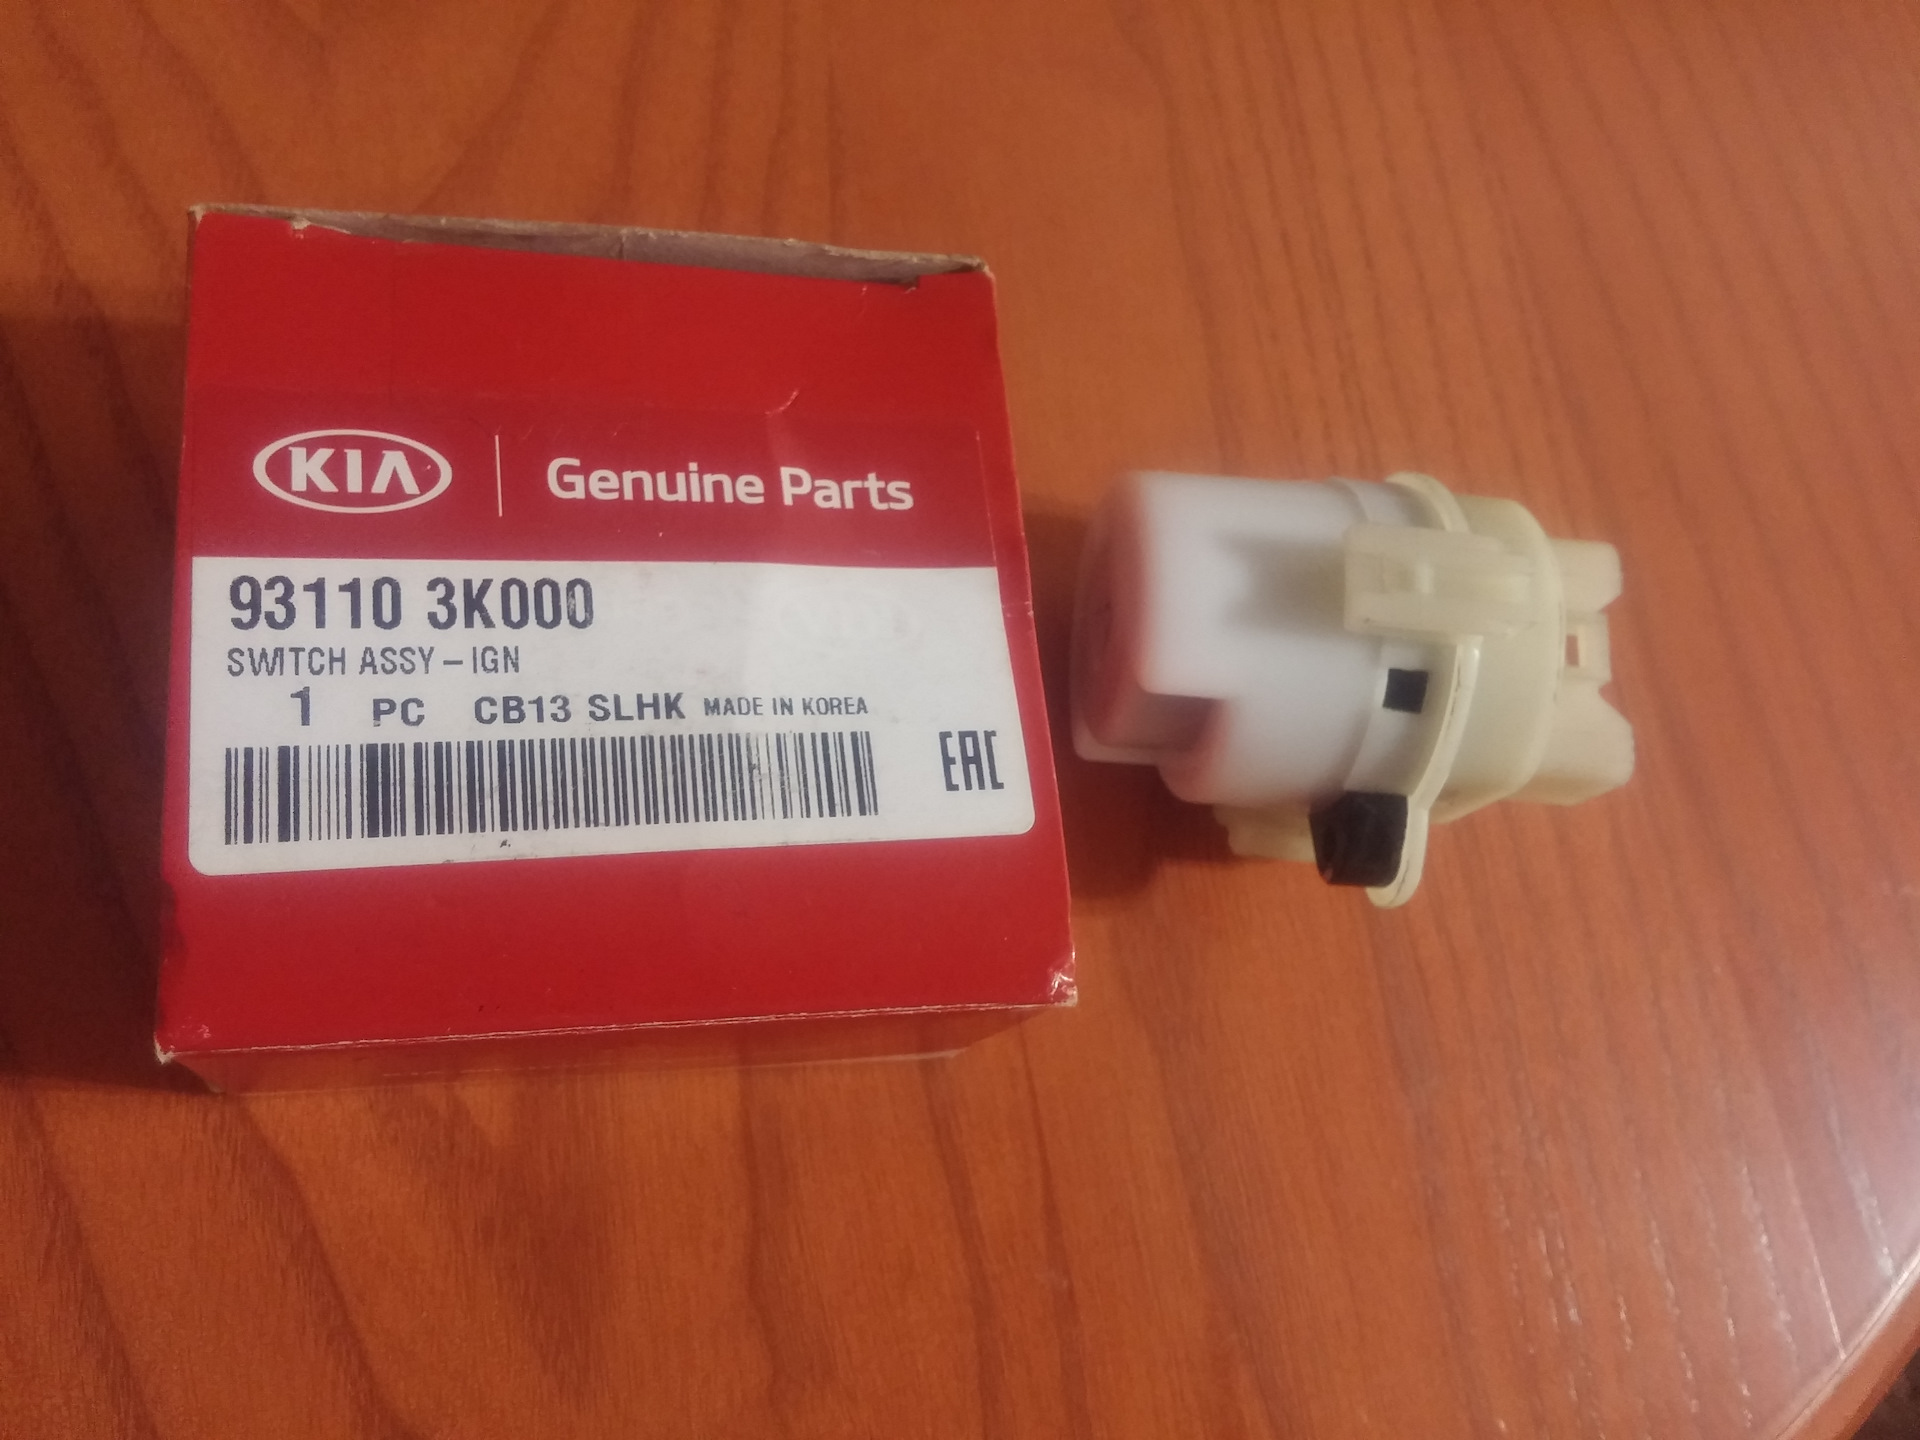 KIA Genuine Parts
93110 3K000
SWITCH ASSY-IGN
1 PC CB13 SLHK MADE IN KOREA
EAC